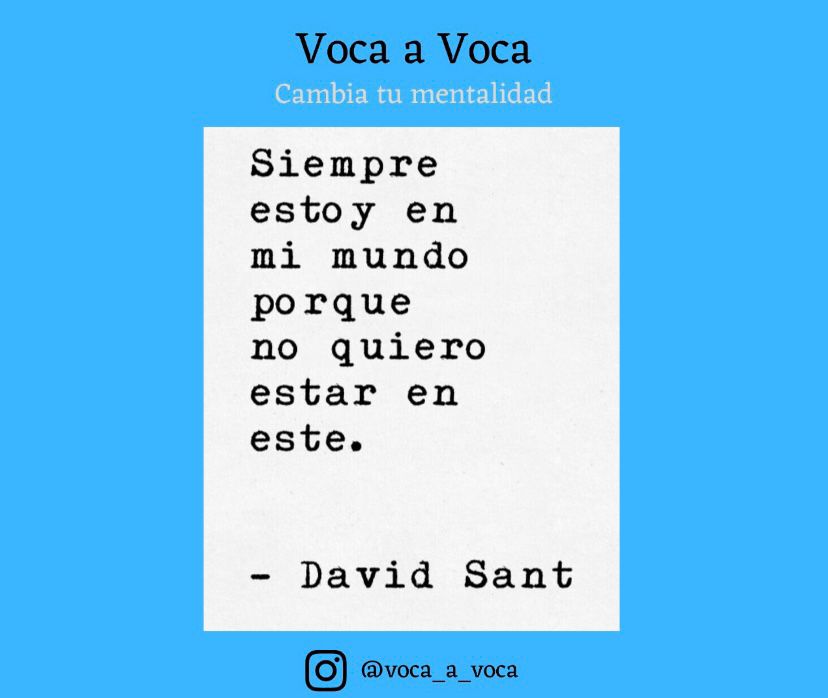 Voca a Voca
Cambia tu mentalidad
Siempre
estoy en
mi mundo
porque
no quiero
estar en
este.
- David Sant
@voca_a_voca